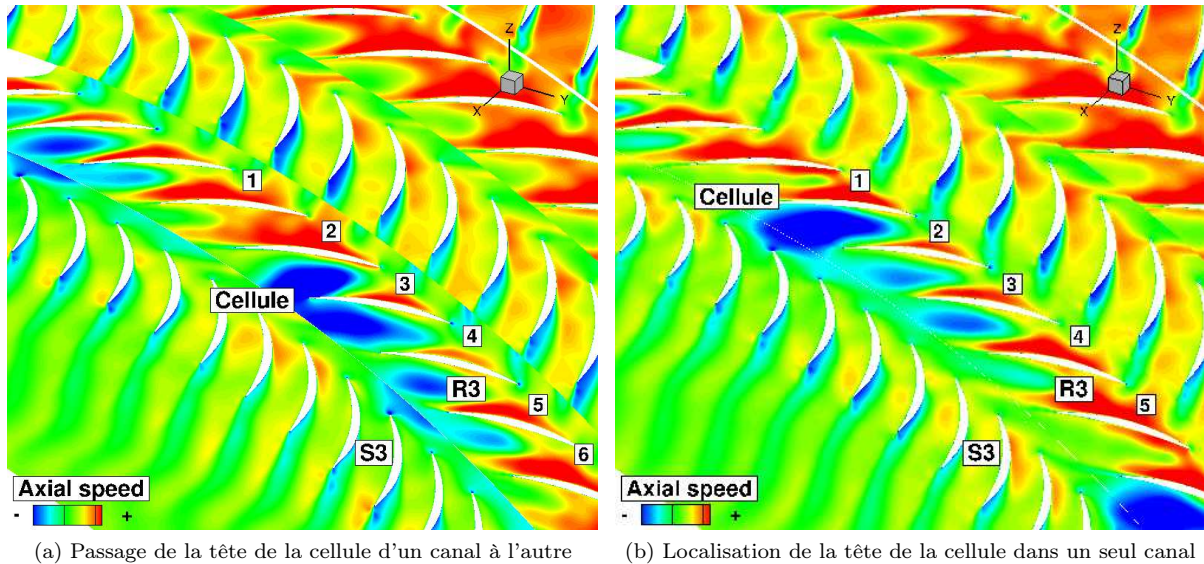 Z
X
Y
1
2
3
4
5
6
Cellule
R3
S3
Axial speed
- +
Z
X
Y
1
2
3
4
5
Cellule
R3
S3
Axial speed
- +
(a) Passage de la tête de la cellule d'un canal à l'autre
(b) Localisation de la tête de la cellule dans un seul canal